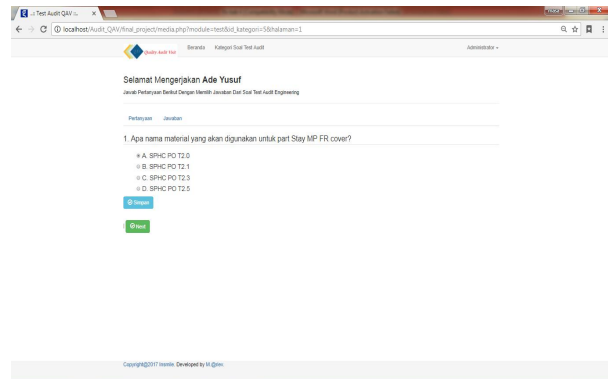 ..:: Test Audit QAV ::..
localhost/Audit_QAV/final_project/media.php?module=test&id_kategori=5&halaman=1
Quales Audit Test Beranda Kategori Soal Test Audit Administrator
Selamat Mengerjakan Ade Yusuf
Jawab Pertanyaan Berikut Dengan Memilih Jawaban Dari Soal Test Audit Engineering
Pertanyaan Jawaban
1. Apa nama material yang akan digunakan untuk part Stay MP FR cover?
A. SPHC PO T2.0
B. SPHC PO T2.1
C. SPHC PO T2.3
D. SPHC PO T2.5
Simpan
Next
Copyright@2017 Developed by